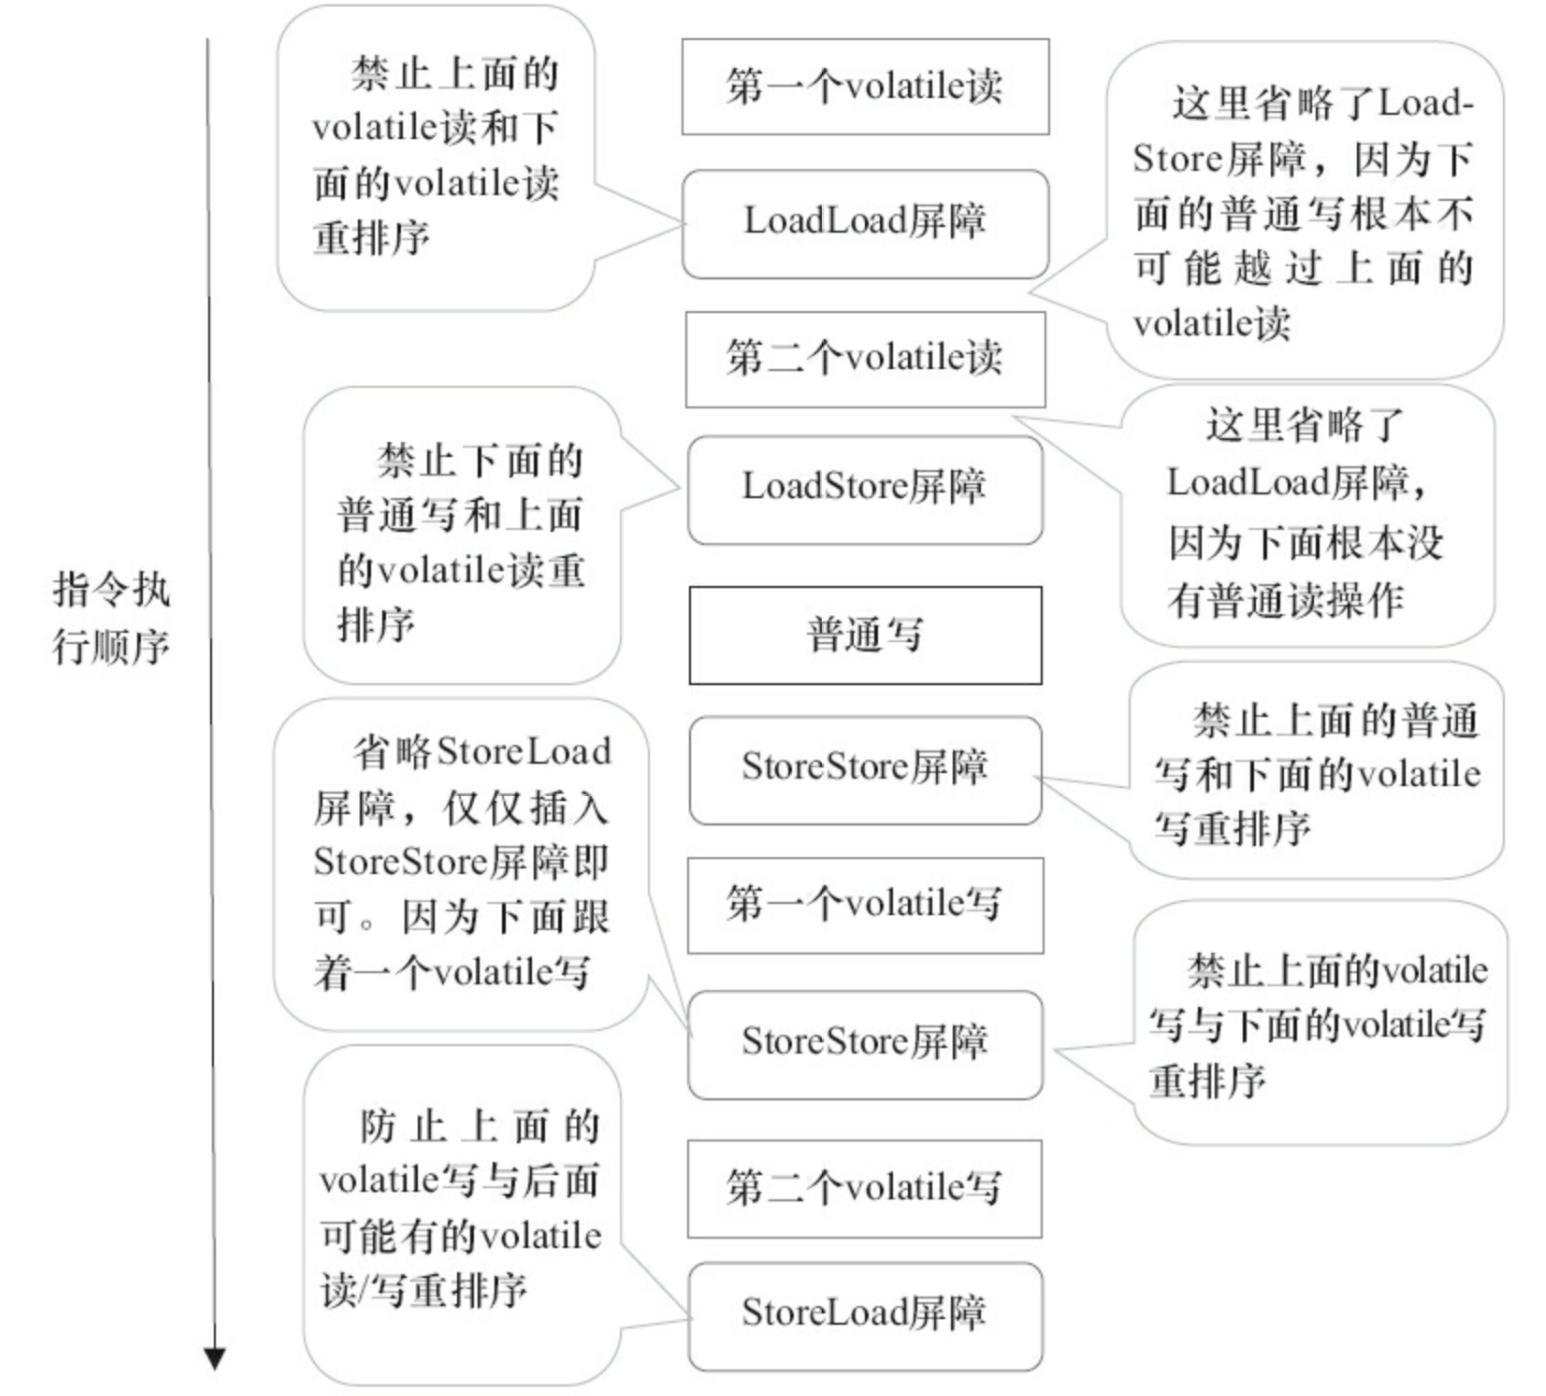 禁止上面的
volatile读和下
面的volatile读
重排序
第一个volatile读
LoadLoad屏障
这里省略了Load-
Store屏障，因为下
面的普通写根本不
可能越过上面的
volatile读
第二个volatile读
这里省略了
LoadLoad屏障，
因为下面根本没
有普通读操作
禁止下面的
普通写和上面
的volatile读重
排序
LoadStore屏障
指令执
行顺序
普通写
StoreStore屏障
禁止上面的普通
写和下面的volatile
写重排序
省略StoreLoad
屏障，仅仅插入
StoreStore屏障即
可。因为下面跟
着一个volatile写
第一个volatile写
StoreStore屏障
禁止上面的volatile
写与下面的volatile写
重排序
第二个volatile写
防止上面的
volatile写与后面
可能有的volatile
读/写重排序
StoreLoad屏障